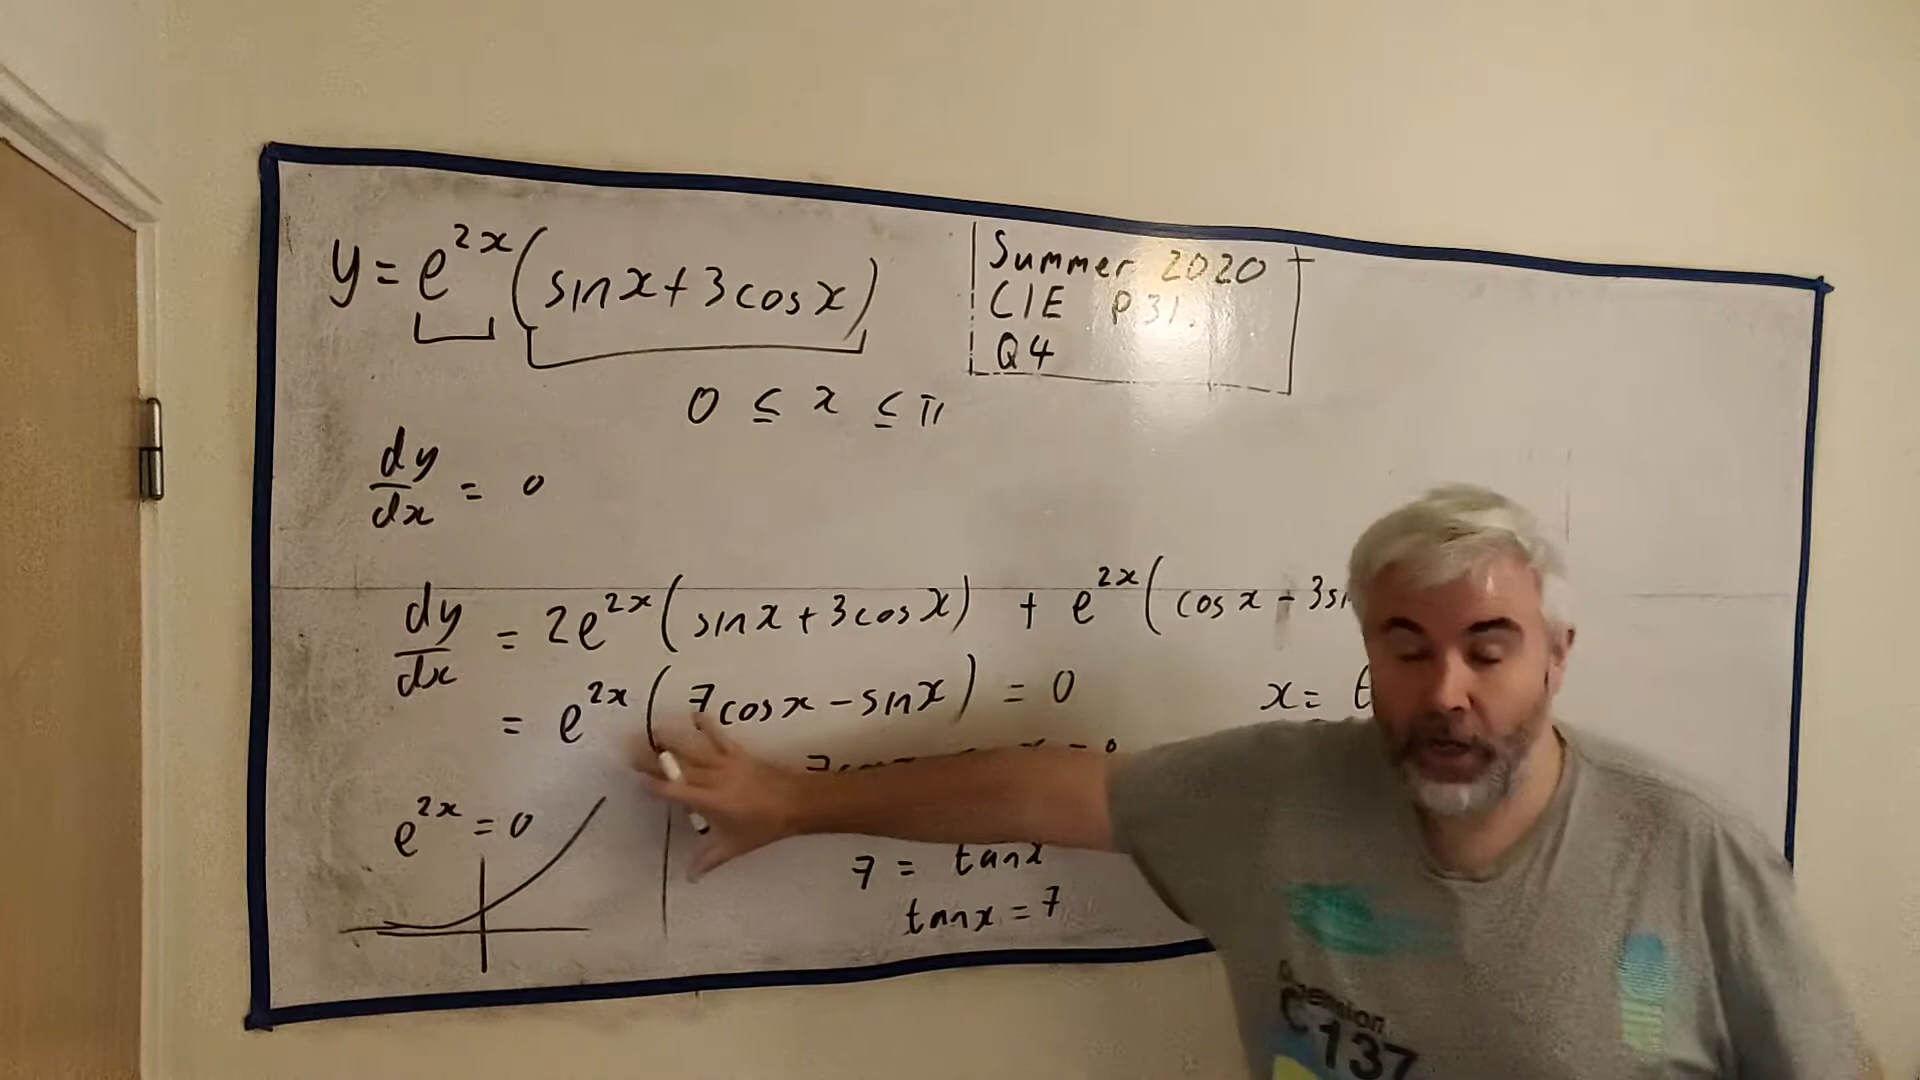 y = e^{2x} (sin x + 3 cos x)
0 ≤ x ≤ π
Summer 2020
CIE P31.
Q4
dy/dx = 0
dy/dx = 2e^{2x} (sin x + 3 cos x) + e^{2x} (cos x - 3
= e^{2x} (7 cos x - sin x) = 0
x =
e^{2x} = 0
7 = tan x
tan x = 7
137